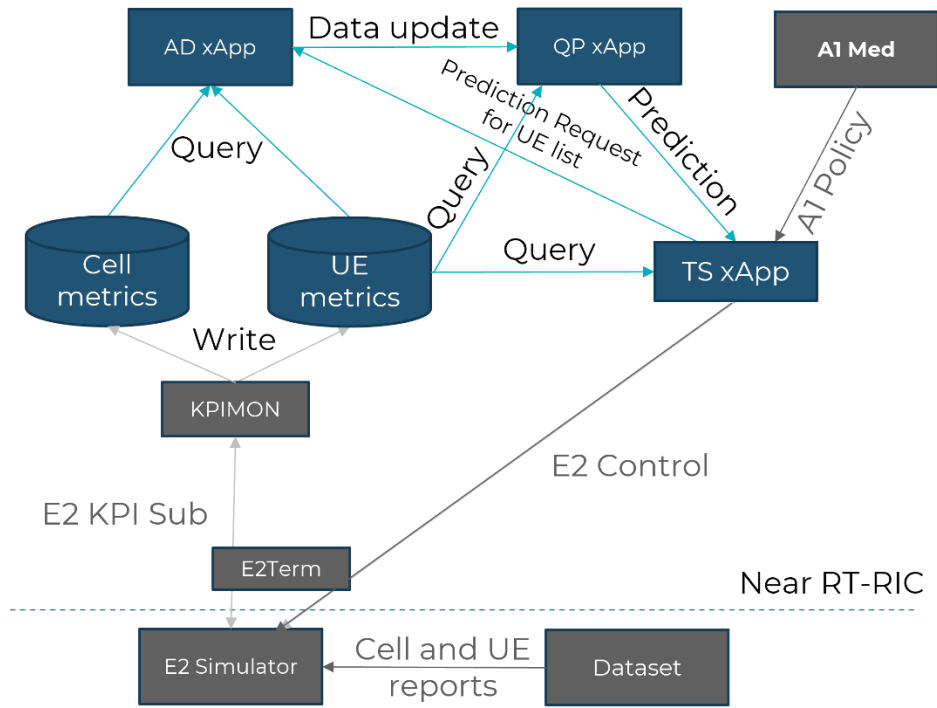 AD xApp
Data update
QP xApp
A1 Med
Prediction Request
for UE list
Prediction
A1 Policy
Query
Query
Query
Cell
metrics
UE
metrics
TS xApp
Write
KPIMON
E2 Control
E2 KPI Sub
E2Term
Near RT-RIC
E2 Simulator
Cell and UE
reports
Dataset